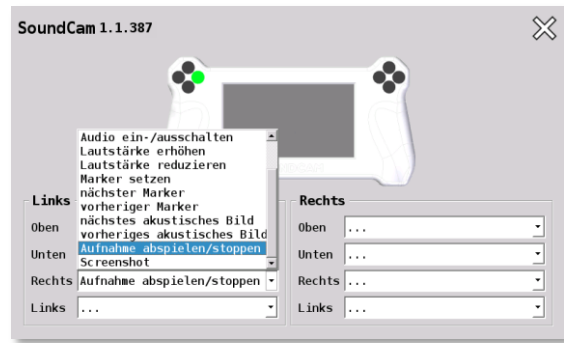 SoundCam 1.1.387
Audio ein-/ausschalten
Lautstärke erhöhen
Lautstärke reduzieren
Marker setzen
nächster Marker
vorheriger Marker
nächstes akustisches Bild
vorheriges akustisches Bild
Aufnahme abspielen/stoppen
Screenshot
Links
Oben
Unten
Rechts Aufnahme abspielen/stoppen
Links ...
Rechts
Oben ...
Unten ...
Rechts ...
Links ...